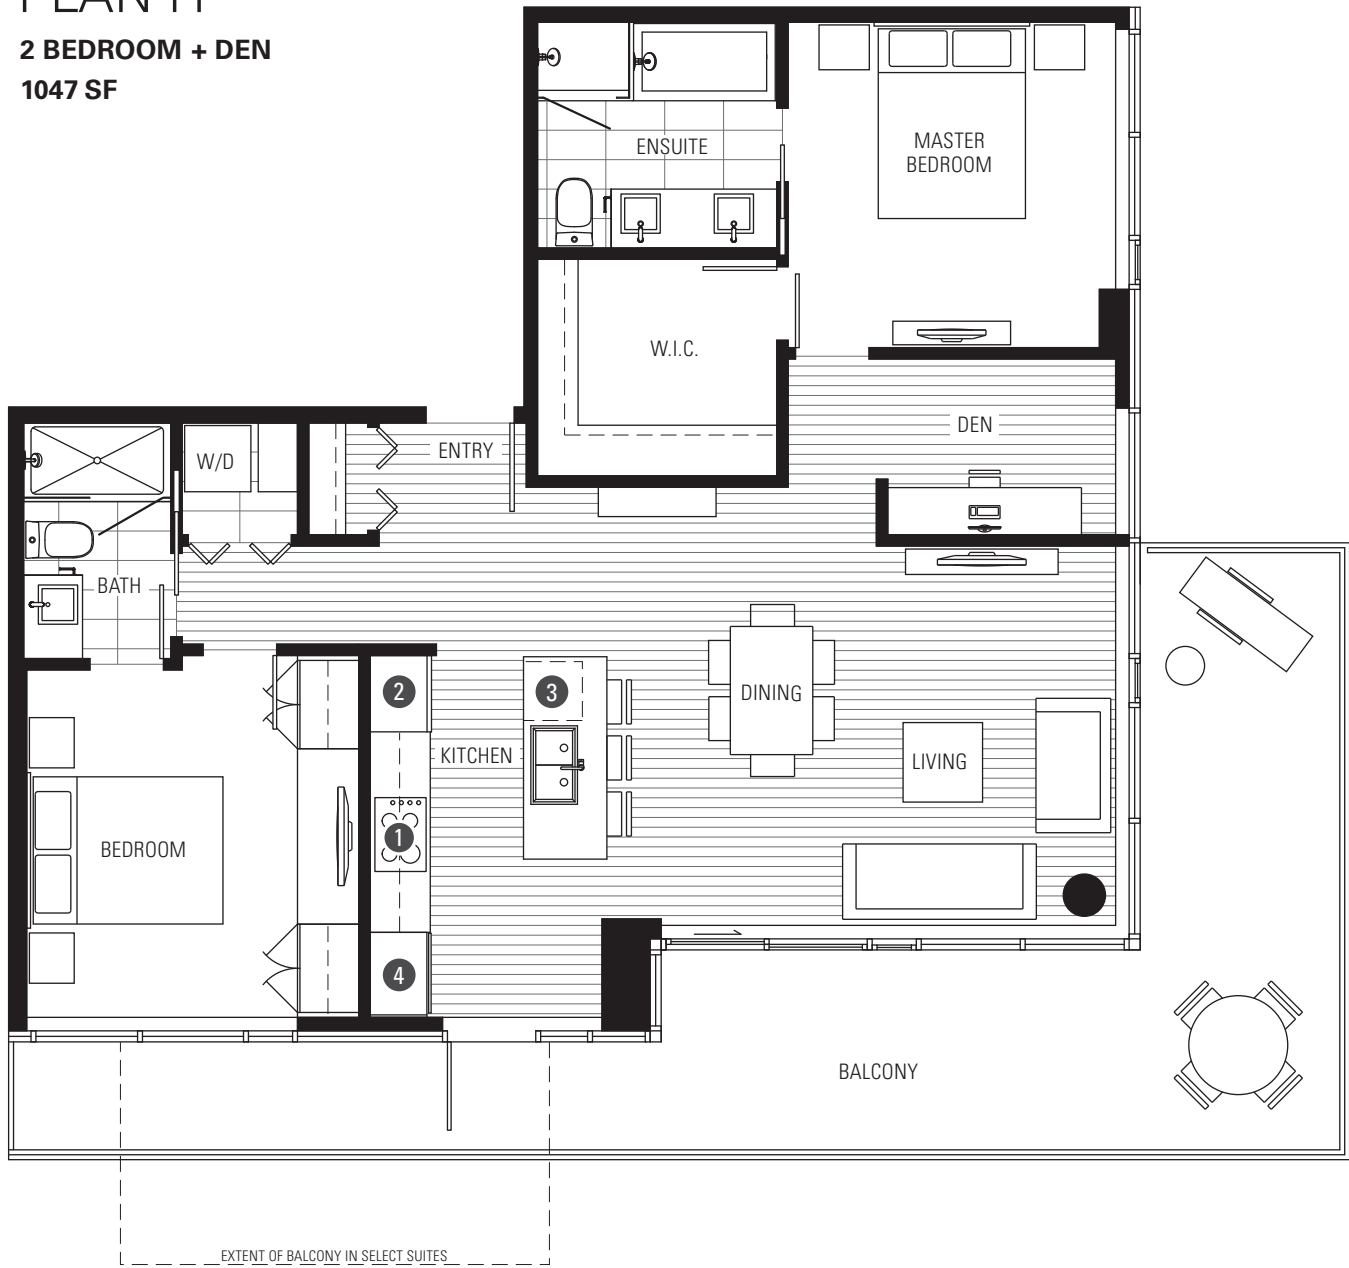 PLAN H
2 BEDROOM + DEN
1047 SF
ENSUITE
MASTER
BEDROOM
W.I.C.
DEN
ENTRY
W/D
BATH
2
3
DINING
KITCHEN
LIVING
1
BEDROOM
4
BALCONY
EXTENT OF BALCONY IN SELECT SUITES